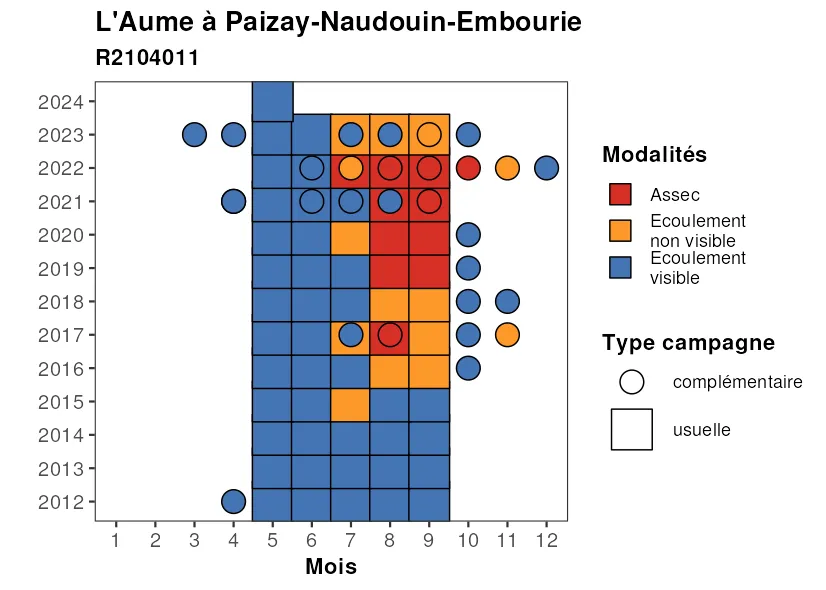 L'Aume à Paizay-Naudouin-Embourie
R2104011
2024
2023
2022
2021
2020
2019
2018
2017
2016
2015
2014
2013
2012
1 2 3 4 5 6 7 8 9 10 11 12
Mois
Modalités
Assec
Ecoulement
non visible
Ecoulement
visible
Type campagne
complémentaire
usuelle